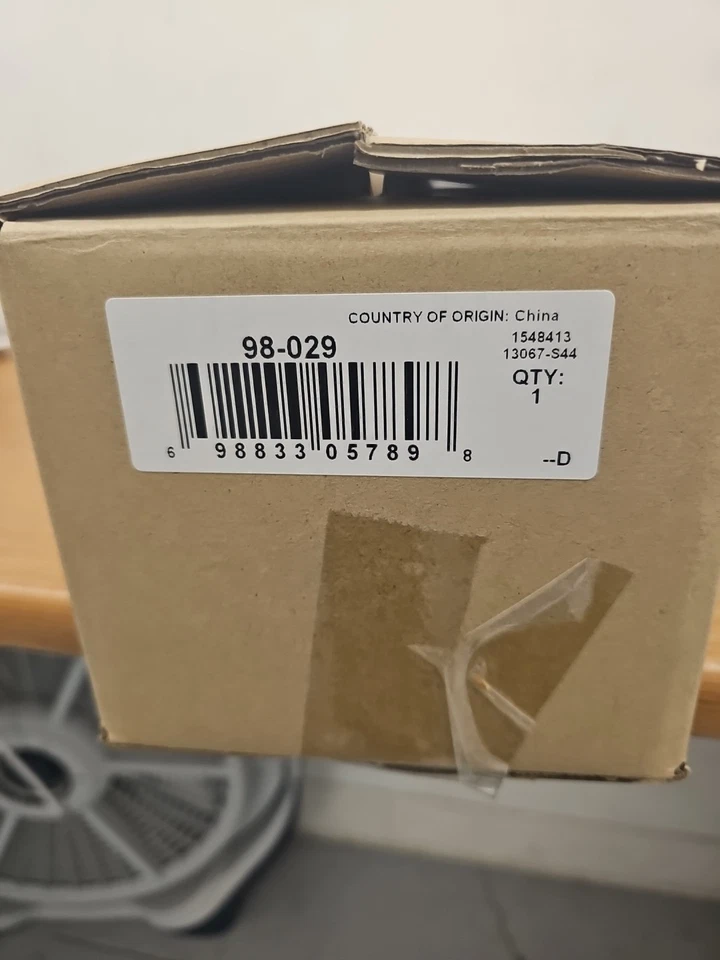 COUNTRY OF ORIGIN: China
98-029
1548413
13067-S44
QTY:
1
6 98833 05789 8
--D